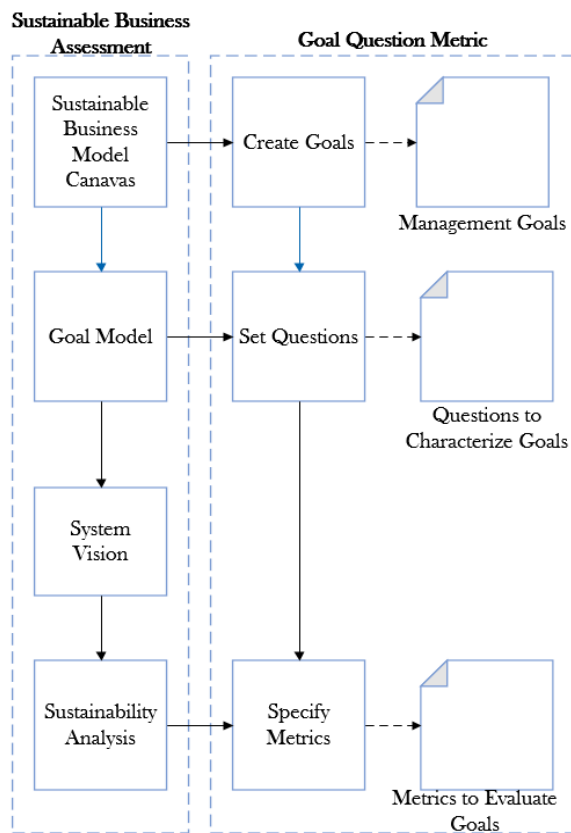 Sustainable Business
Assessment
Goal Question Metric
Sustainable
Business
Model
Canavas
Create Goals
Management Goals
Goal Model
Set Questions
Questions to
Characterize Goals
System
Vision
Sustainability
Analysis
Specify
Metrics
Metrics to Evaluate
Goals